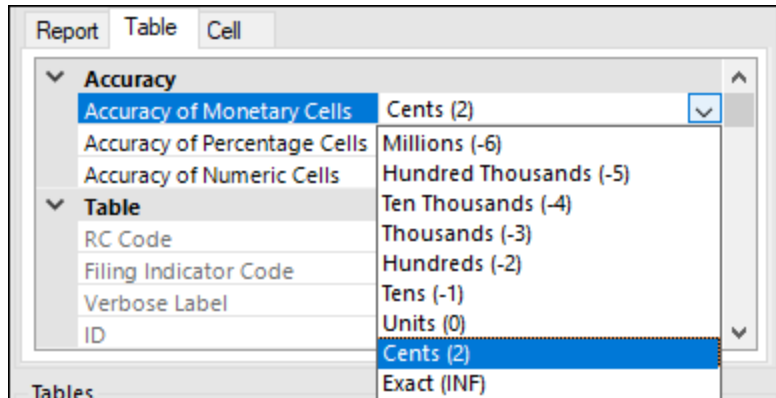 Report Table Cell
Accuracy
Accuracy of Monetary Cells Cents (2)
Accuracy of Percentage Cells Millions (-6)
Accuracy of Numeric Cells Hundred Thousands (-5)
Table Ten Thousands (-4)
RC Code Thousands (-3)
Filing Indicator Code Hundreds (-2)
Verbose Label Tens (-1)
ID Units (0)
Cents (2)
Tables Exact (INF)